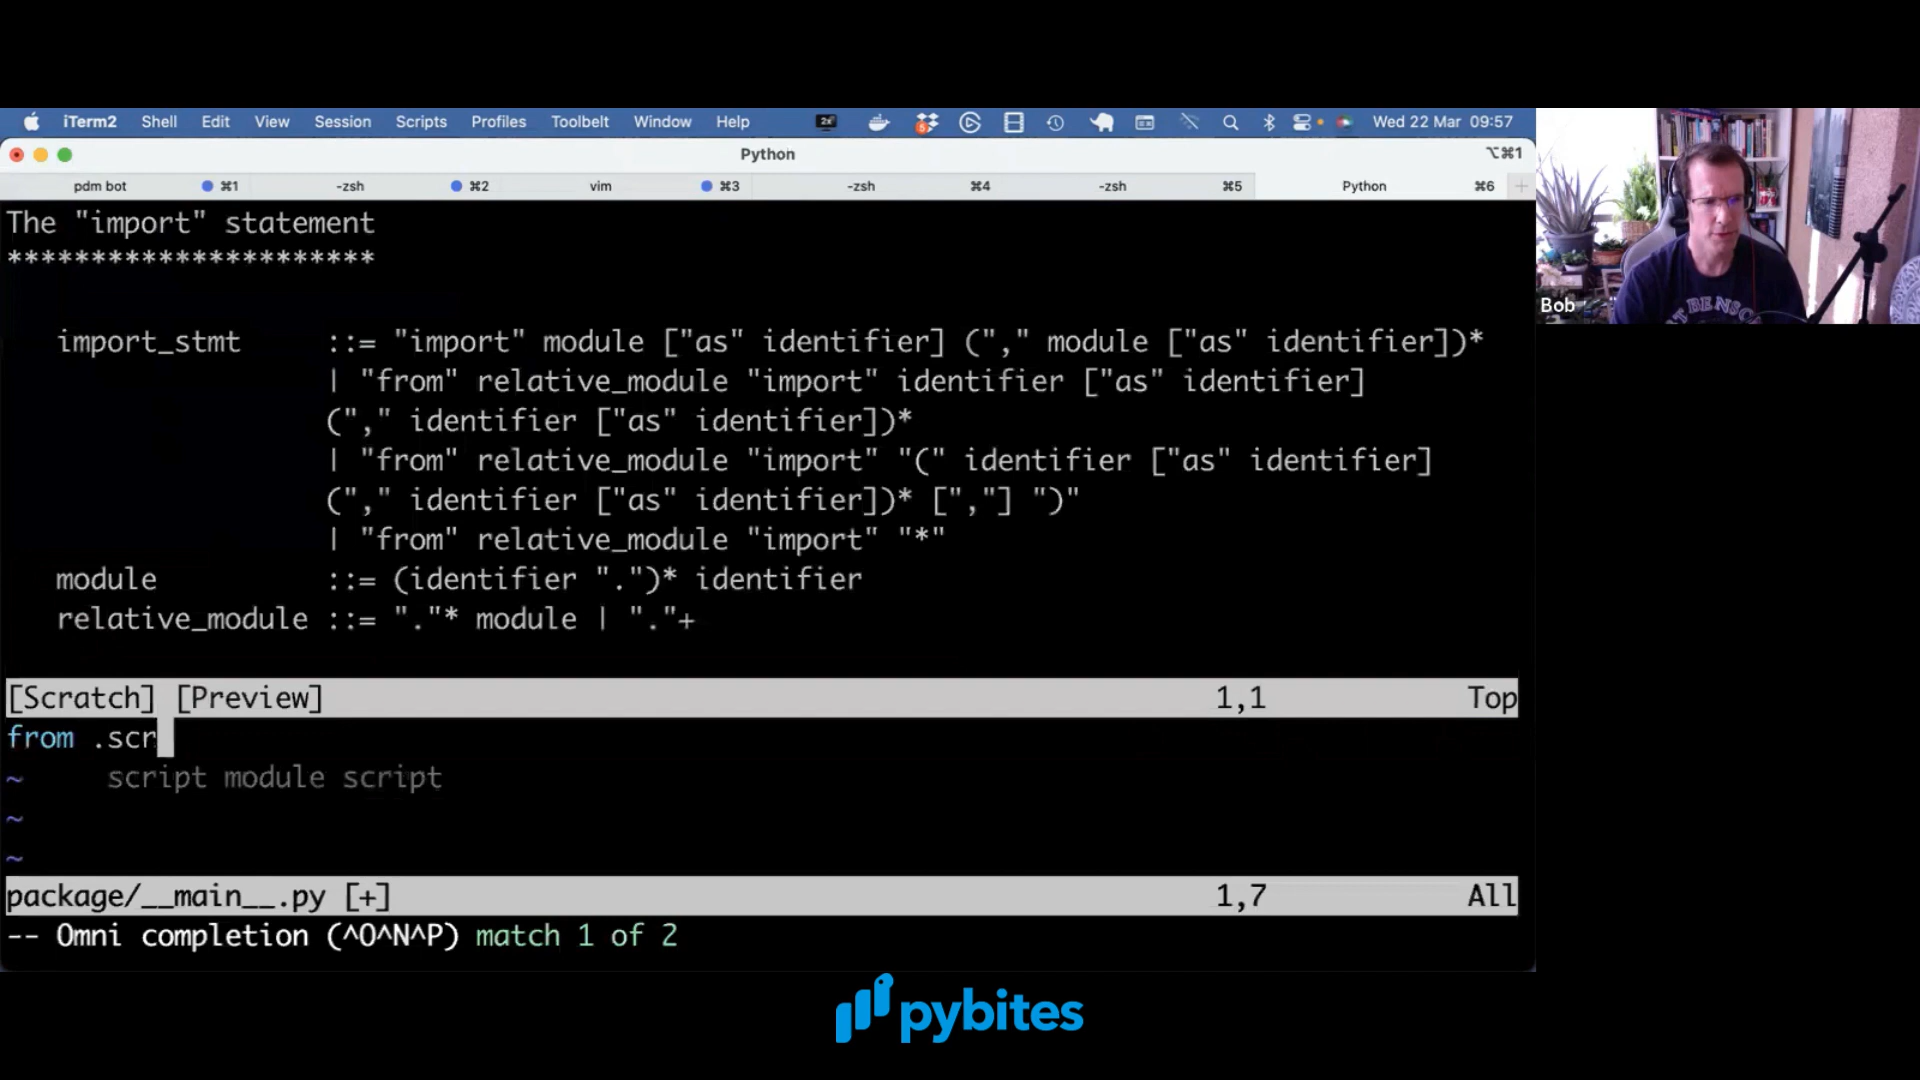 iTerm2 Shell Edit View Session Scripts Profiles Toolbelt Window Help Wed 22 Mar 09:57
Python ⌥⌘1
pdm bot ⌘1 -zsh ⌘2 vim ⌘3 -zsh ⌘4 -zsh ⌘5 Python ⌘6 +
The "import" statement
**********************
import_stmt ::= "import" module ["as" identifier] ("," module ["as" identifier])*
| "from" relative_module "import" identifier ["as" identifier]
("," identifier ["as" identifier])*
| "from" relative_module "import" "(" identifier ["as" identifier]
("," identifier ["as" identifier])* [","] ")"
| "from" relative_module "import" "*"
module ::= (identifier ".")* identifier
relative_module ::= "."* module | "."+
[Scratch] [Preview] 1,1 Top
from .scr
~ script module script
~
~
package/__main__.py [+] 1,7 All
-- Omni completion (^O^N^P) match 1 of 2
Bob
pybites